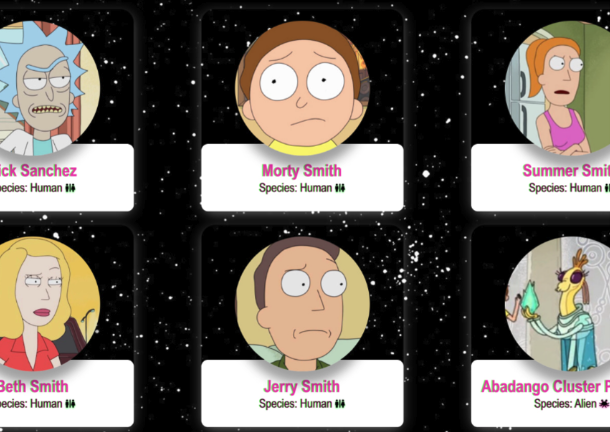 ick Sanchez
Morty Smith
Summer Smit
pecies: Human
Species: Human
Species: Human
Beth Smith
Jerry Smith
Abadango Cluster P
pecies: Human
Species: Human
Species: Alien